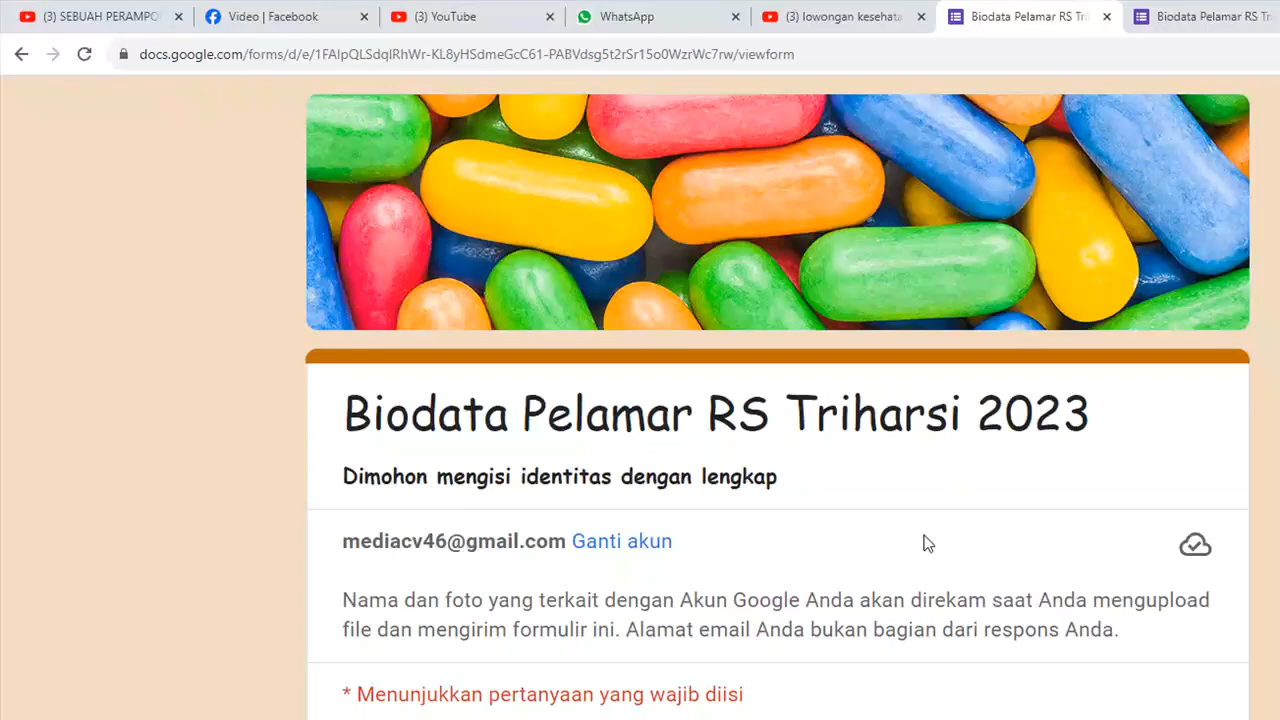 (3) SEBUAH PERAMPO
Visiris | Facebook
(3) YouTube
WhatsApp
(3) lowongan kesehata
Biodata Pelamar RS Tri
Biodata Pelamar RS T
docs.google.com/forms/d/e/1FAIpQLSdqIRhWr-KL8yHSdmeGcC61-PABVdsg5t2rSr15o0WzrWc7rw/viewform
Biodata Pelamar RS Triharsi 2023
Dimohon mengisi identitas dengan lengkap
mediacv46@gmail.com Ganti akun
Nama dan foto yang terkait dengan Akun Google Anda akan direkam saat Anda mengupload
file dan mengirim formulir ini. Alamat email Anda bukan bagian dari respons Anda.
* Menunjukkan pertanyaan yang wajib diisi